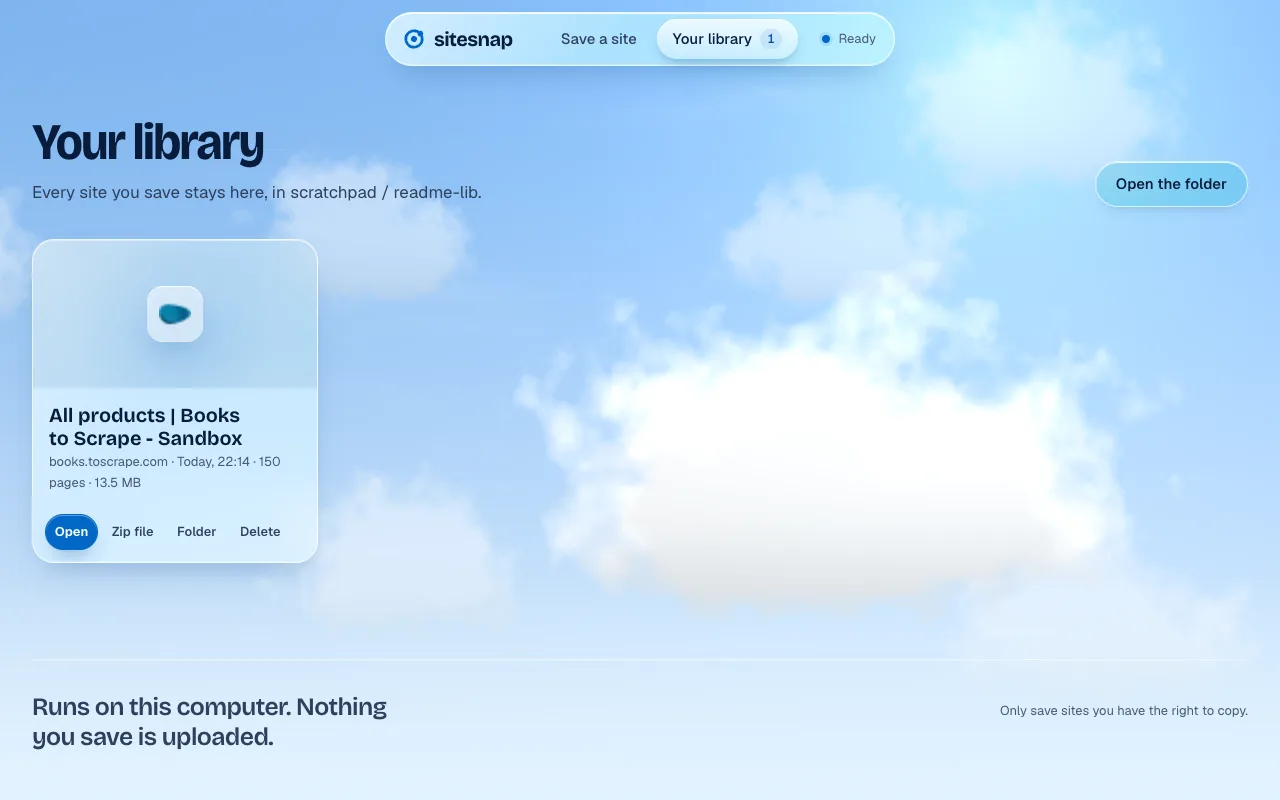 sitesnap
Save a site
Your library 1
Ready
Your library
Every site you save stays here, in scratchpad / readme-lib.
Open the folder
All products | Books
to Scrape - Sandbox
books.toscrape.com · Today, 22:14 · 150
pages · 13.5 MB
Open Zip file Folder Delete
Runs on this computer. Nothing
you save is uploaded.
Only save sites you have the right to copy.